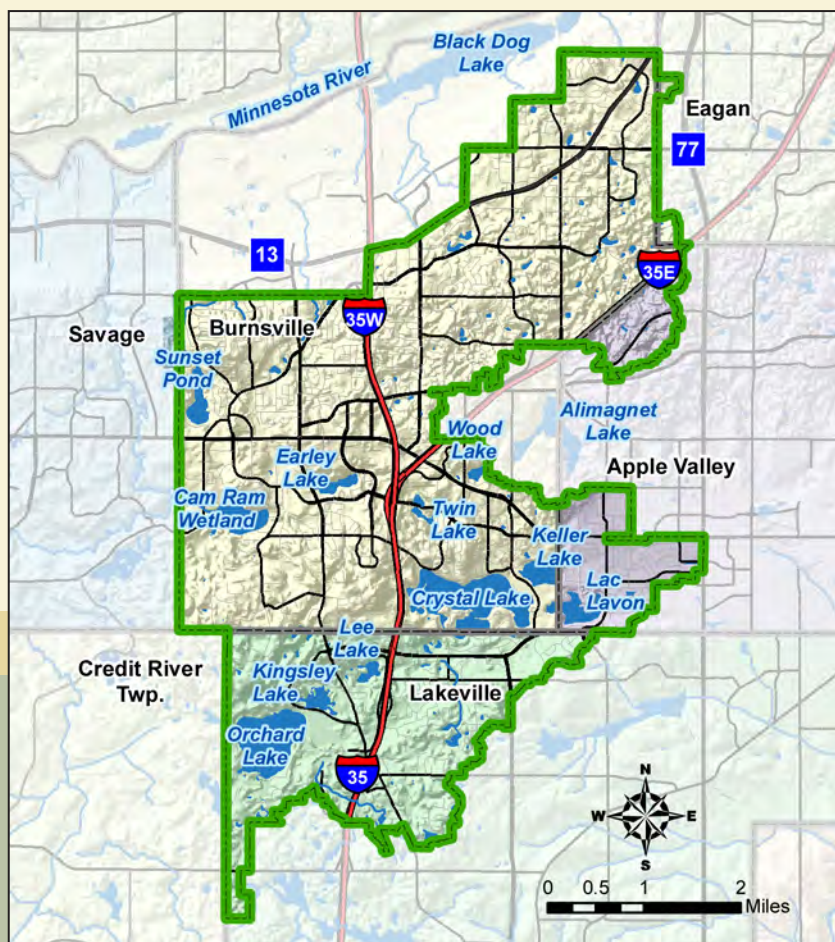 Black Dog
Lake
Minnesota River
Eagan
77
13
35E
35W
Savage
Burnsville
Sunset
Pond
Alimagnet
Lake
Wood
Lake
Apple Valley
Earley
Lake
Cam Ram
Wetland
Twin
Lake
Keller
Lake
Lac
Lavon
Crystal Lake
Lee
Lake
Credit River
Twp.
Kingsley
Lake
Lakeville
Orchard
Lake
35
N
W E
S
0 0.5 1 2
Miles